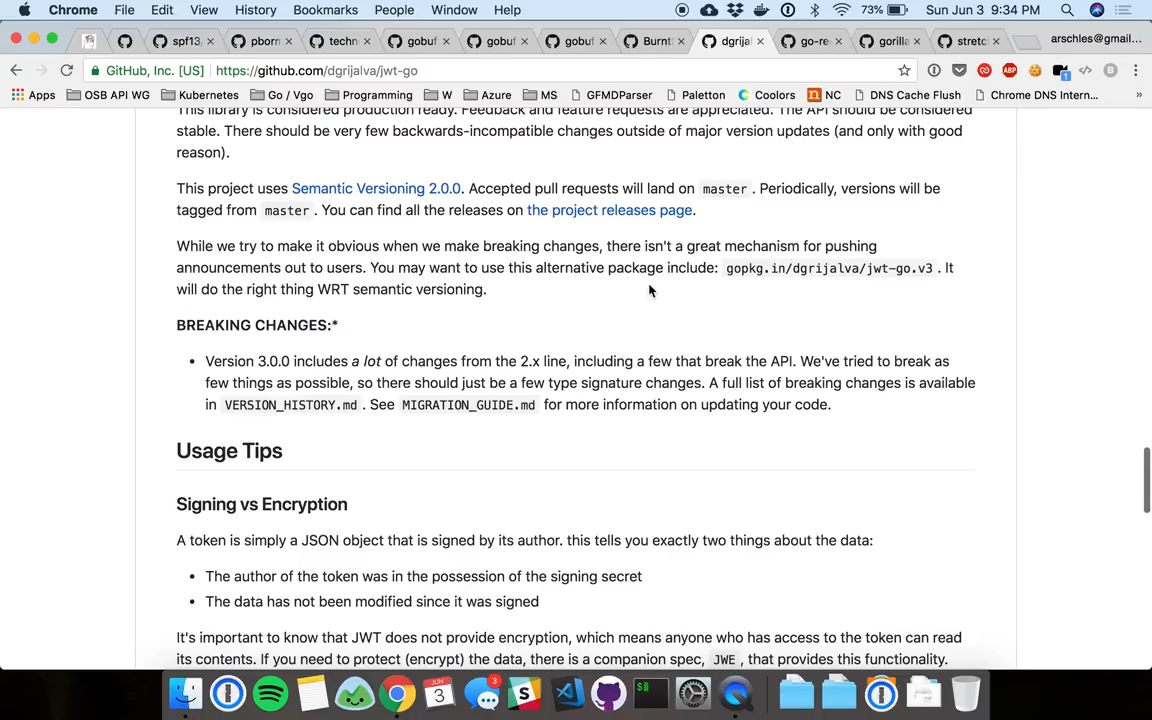 Chrome File Edit View History Bookmarks People Window Help 73% Sun Jun 3 9:34 PM
spf13, pborn techn gobuf gobuf gobuf Burnt dgrijal go-re gorilla stretc arschles@gmail....
GitHub, Inc. [US] https://github.com/dgrijalva/jwt-go
Apps OSB API WG Kubernetes Go / Vgo Programming W Azure MS GFMDParser Paletton Coolors NC DNS Cache Flush Chrome DNS Intern... »
This library is considered production ready. Feedback and feature requests are appreciated. The API should be considered
stable. There should be very few backwards-incompatible changes outside of major version updates (and only with good
reason).
This project uses Semantic Versioning 2.0.0. Accepted pull requests will land on master. Periodically, versions will be
tagged from master. You can find all the releases on the project releases page.
While we try to make it obvious when we make breaking changes, there isn't a great mechanism for pushing
announcements out to users. You may want to use this alternative package include: gopkg.in/dgrijalva/jwt-go.v3. It
will do the right thing WRT semantic versioning.
BREAKING CHANGES:*
• Version 3.0.0 includes a lot of changes from the 2.x line, including a few that break the API. We've tried to break as
few things as possible, so there should just be a few type signature changes. A full list of breaking changes is available
in VERSION_HISTORY.md. See MIGRATION_GUIDE.md for more information on updating your code.
Usage Tips
Signing vs Encryption
A token is simply a JSON object that is signed by its author. this tells you exactly two things about the data:
• The author of the token was in the possession of the signing secret
• The data has not been modified since it was signed
It's important to know that JWT does not provide encryption, which means anyone who has access to the token can read
its contents. If you need to protect (encrypt) the data, there is a companion spec, JWE, that provides this functionality.
JUN
3
3
$